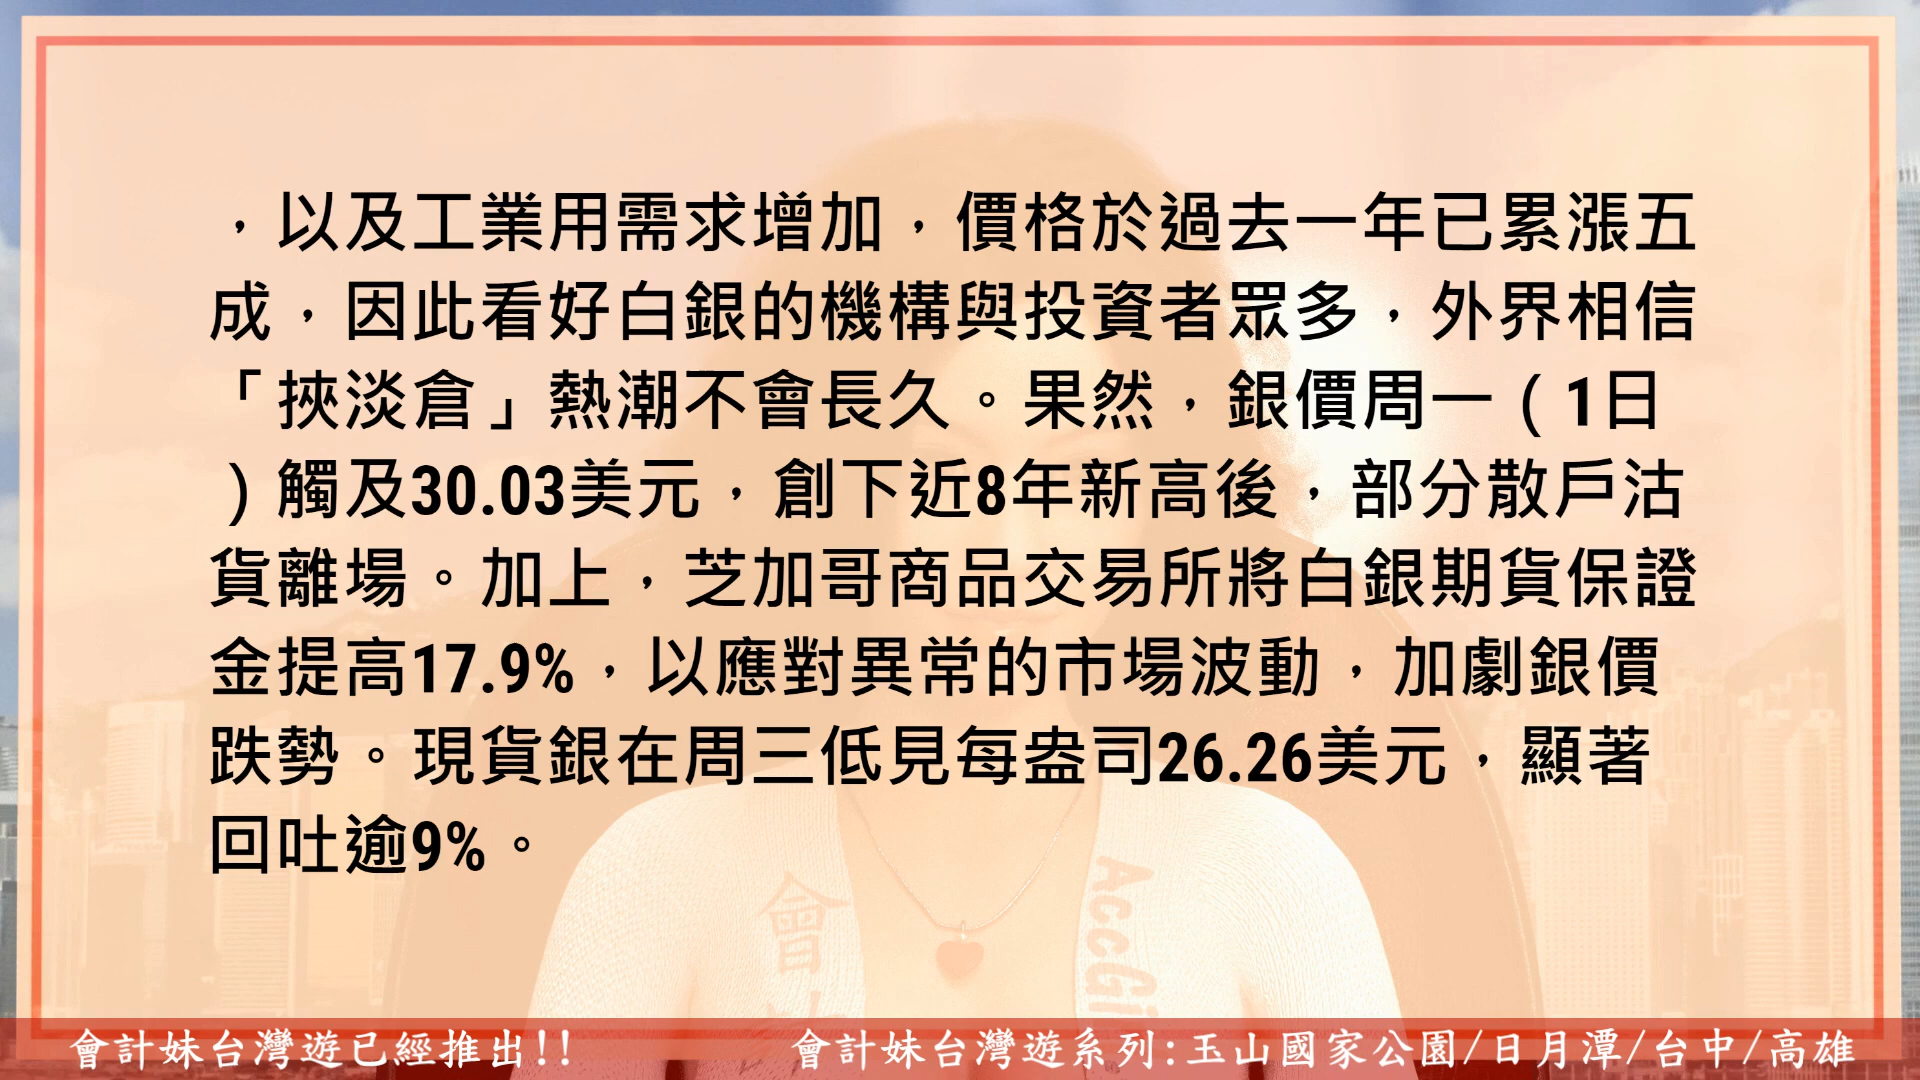 ，以及工業用需求增加，價格於過去一年已累漲五
成，因此看好白銀的機構與投資者眾多，外界相信
「挾淡倉」熱潮不會長久。果然，銀價周一（1日
）觸及30.03美元，創下近8年新高後，部分散戶沽
貨離場。加上，芝加哥商品交易所將白銀期貨保證
金提高17.9%，以應對異常的市場波動，加劇銀價
跌勢。現貨銀在周三低見每盎司26.26美元，顯著
回吐逾9%。
會
AccGi
會計妹台灣遊已經推出!! 會計妹台灣遊系列:玉山國家公園/日月潭/台中/高雄